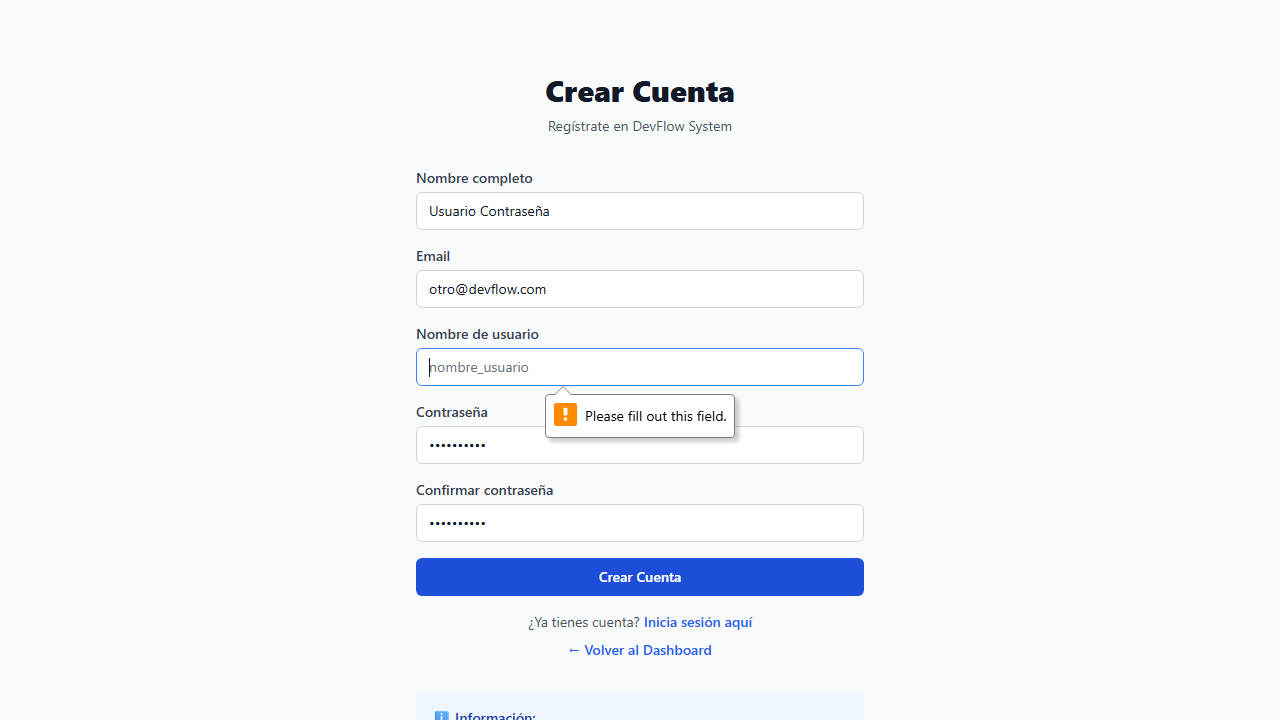 Crear Cuenta
Regístrate en DevFlow System
Nombre completo
Usuario Contraseña
Email
otro@devflow.com
Nombre de usuario
nombre_usuario
Please fill out this field.
Contraseña
••••••••••
Confirmar contraseña
••••••••••
Crear Cuenta
¿Ya tienes cuenta? Inicia sesión aquí
← Volver al Dashboard
ℹ️ Información: